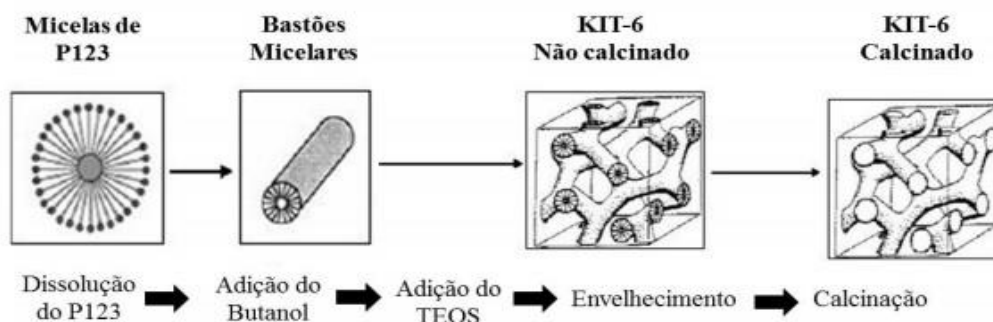 Micelas de
P123
Bastões
Micelares
KIT-6
Não calcinado
KIT-6
Calcinado
Dissolução
do P123
Adição do
Butanol
Adição do
TEOS
Envelhecimento
Calcinação